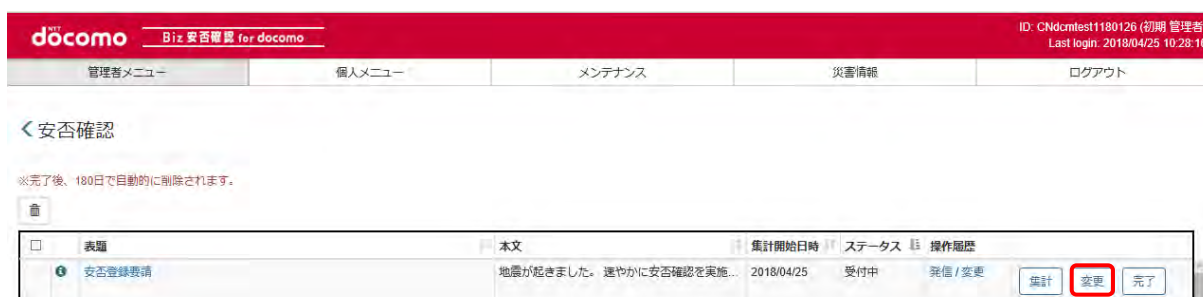 NTT
döcomo Biz 安否確認 for docomo
ID: CNdcmtest1180126 (初期 管理者
Last login: 2018/04/25 10:28:16
管理者メニュー 個人メニュー メンテナンス 災害情報 ログアウト
安否確認
※完了後、180日で自動的に削除されます。
表題 本文 集計開始日時 ステータス 操作履歴
安否登録要請 地震が起きました。 速やかに安否確認を実施... 2018/04/25 受付中 発信 / 変更 集計 変更 完了